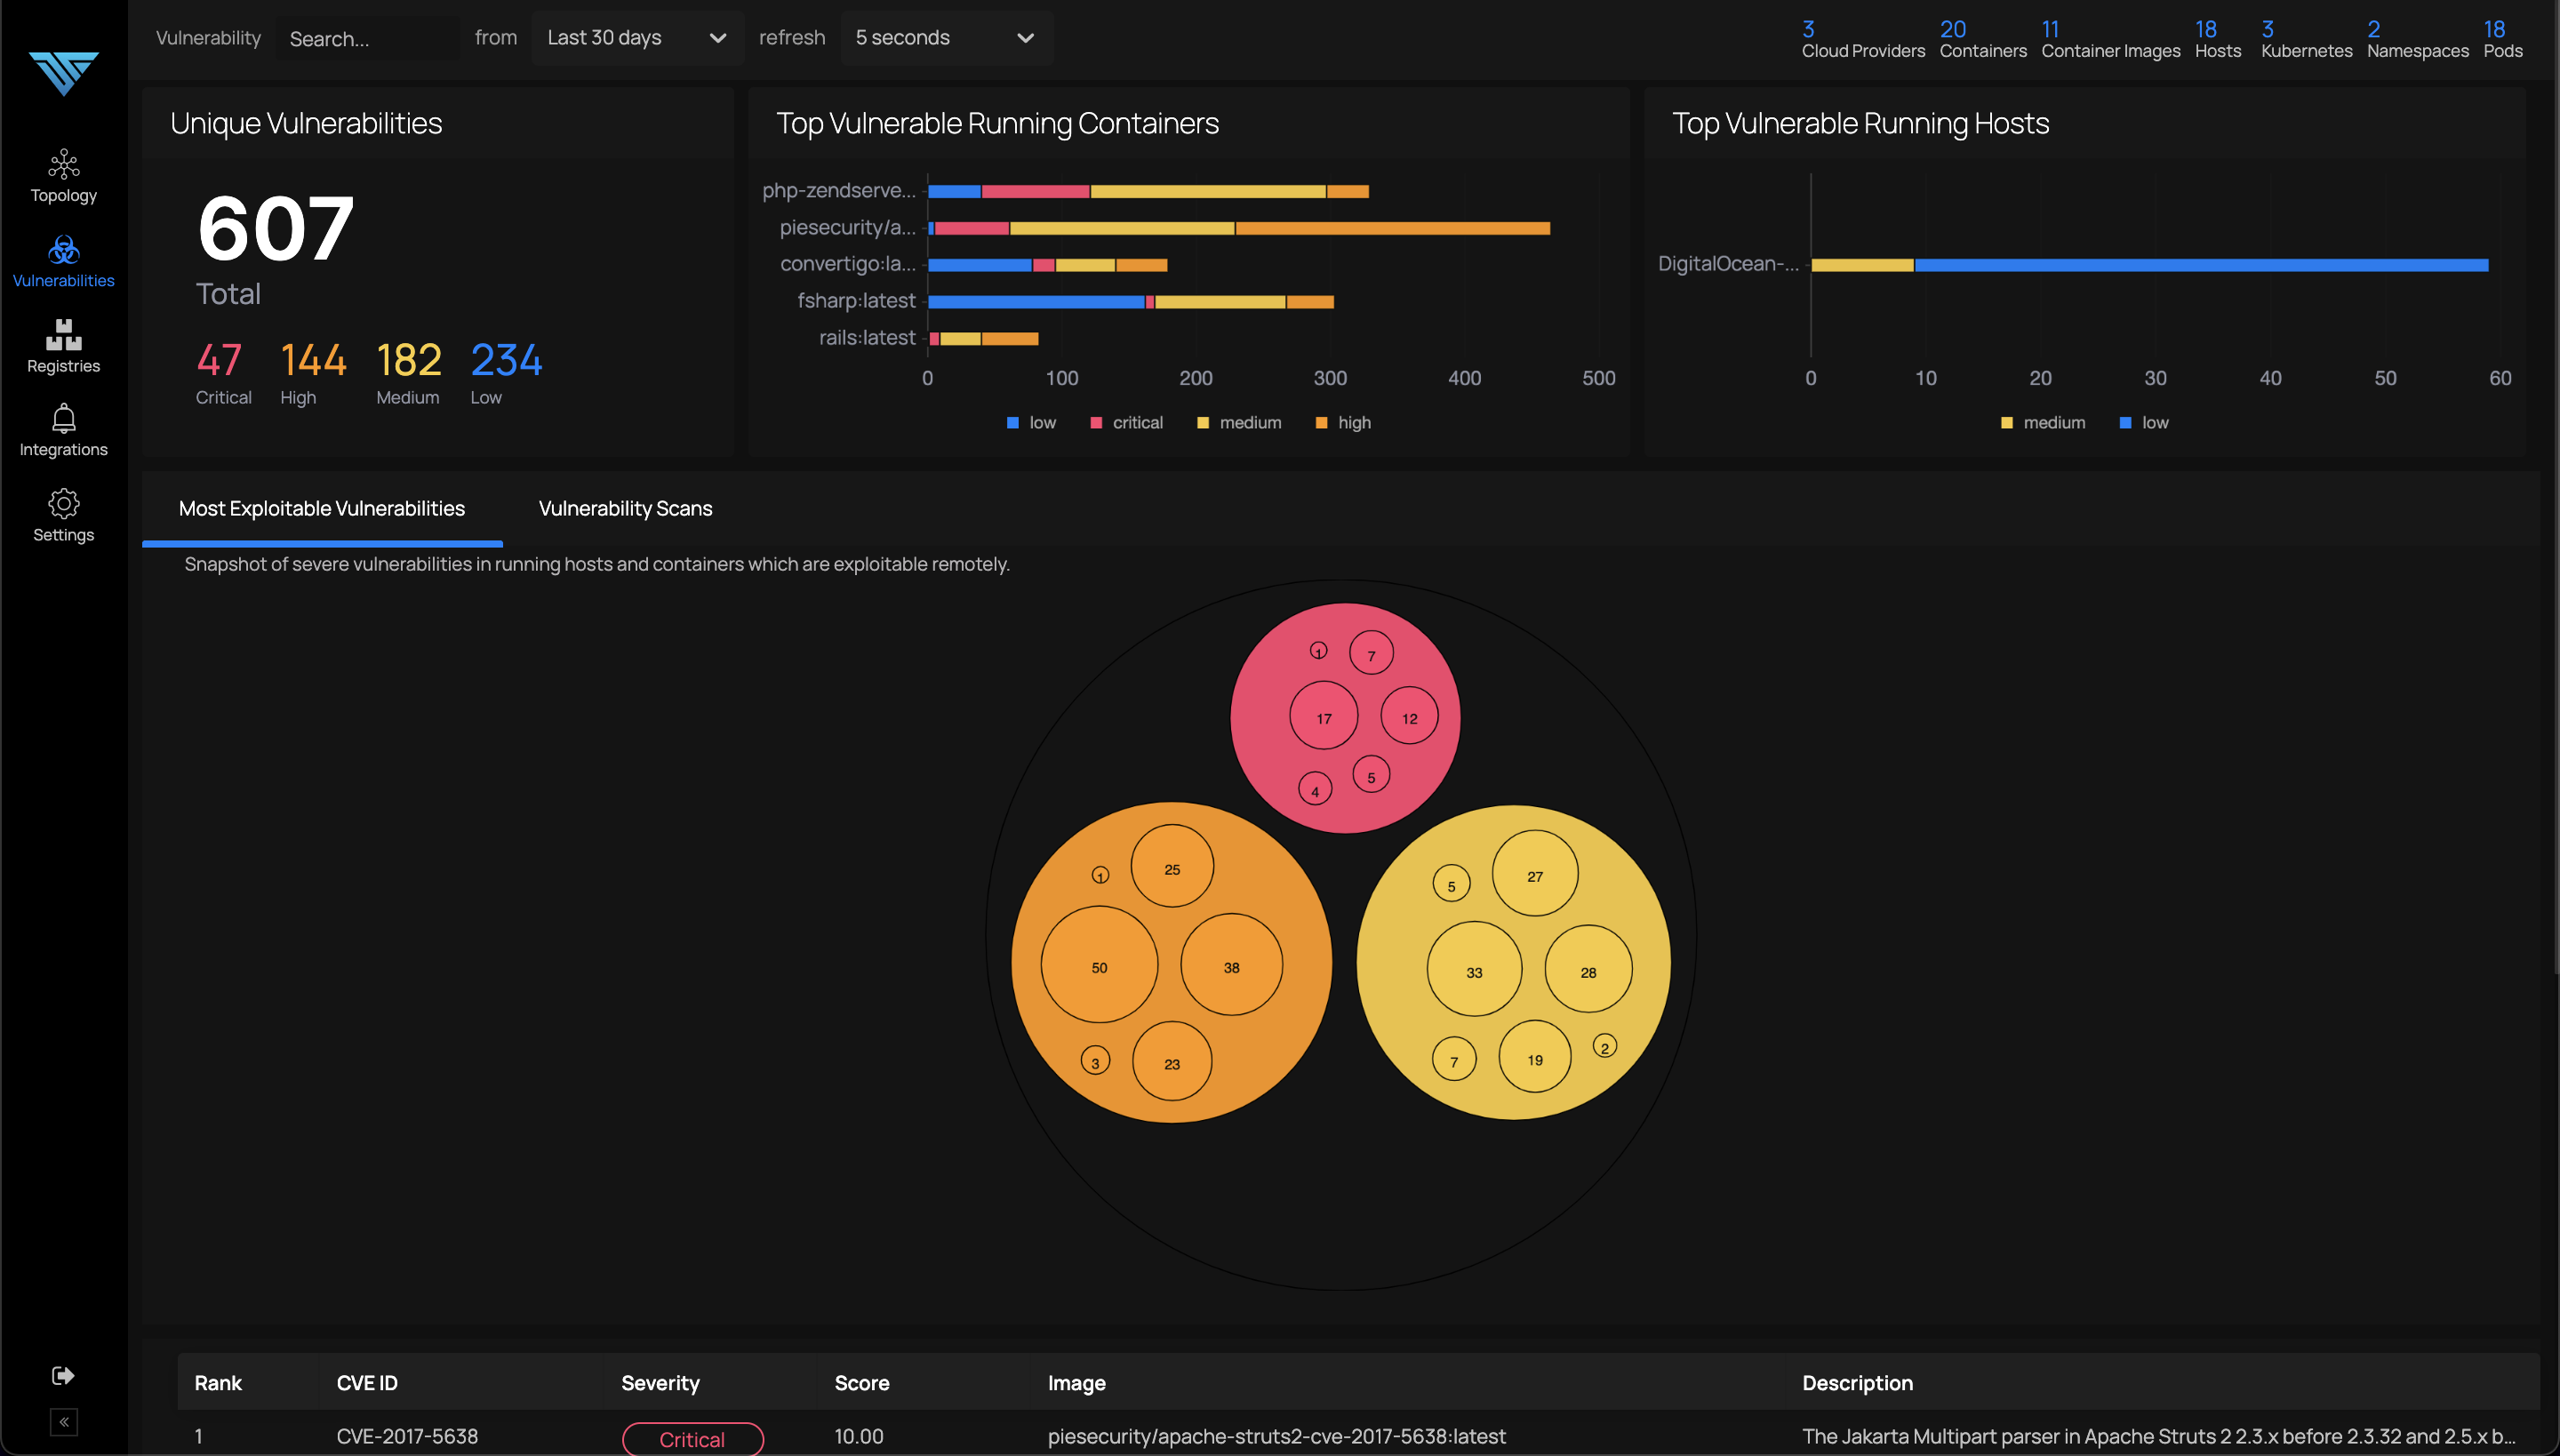 Vulnerability Search... from Last 30 days refresh 5 seconds
3 20 11 18 3 2 18
Cloud Providers Containers Container Images Hosts Kubernetes Namespaces Pods
Topology
Vulnerabilities
Registries
Integrations
Settings
Unique Vulnerabilities
607
Total
47 144 182 234
Critical High Medium Low
Top Vulnerable Running Containers
php-zendserve...
piesecurity/a...
convertigo:la...
fsharp:latest
rails:latest
0 100 200 300 400 500
low critical medium high
Top Vulnerable Running Hosts
DigitalOcean-...
0 10 20 30 40 50 60
medium low
Most Exploitable Vulnerabilities Vulnerability Scans
Snapshot of severe vulnerabilities in running hosts and containers which are exploitable remotely.
1 7
17 12
4 5
1 25
50 38
3 23
5 27
33 28
7 19 2
Rank CVE ID Severity Score Image Description
1 CVE-2017-5638 Critical 10.00 piesecurity/apache-struts2-cve-2017-5638:latest The Jakarta Multipart parser in Apache Struts 2 2.3.x before 2.3.32 and 2.5.x b...